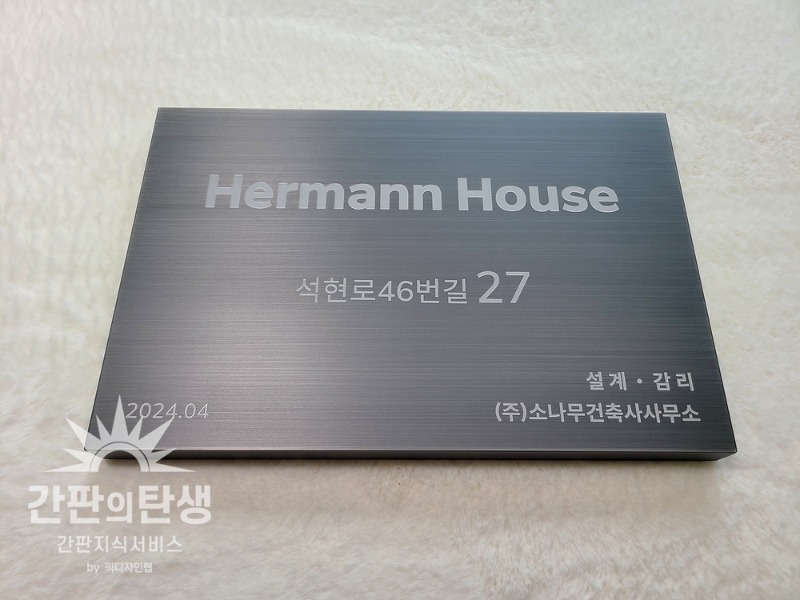 Hermann House
석현로46번길 27
설계 · 감리
2024.04
(주)소나무건축사사무소
간판의탄생
간판지식서비스
by 익디자인랩